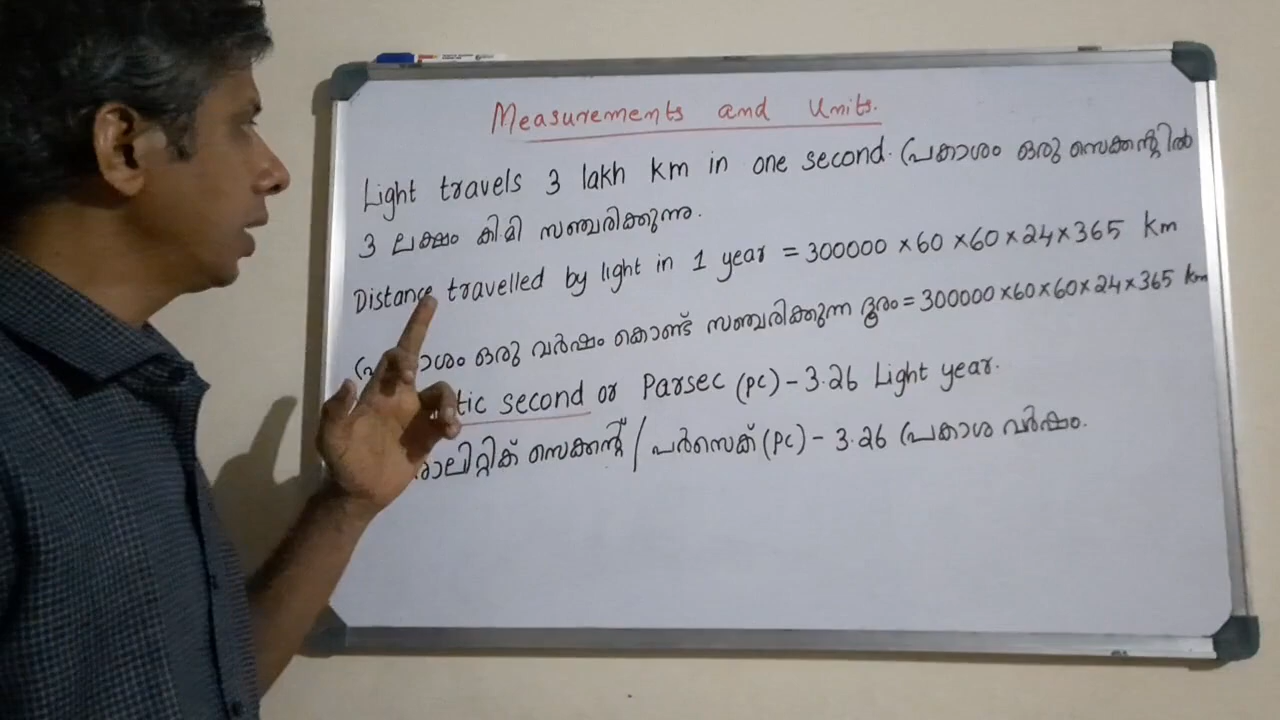 Measurements and Units.
Light travels 3 lakh km in one second. (പ്രകാശം ഒരു സെക്കന്റിൽ
3 ലക്ഷം കി.മി സഞ്ചരിക്കുന്നു.
Distance travelled by light in 1 year = 300000 × 60 × 60 × 24 × 365 km
ഒരു വർഷം കൊണ്ട് സഞ്ചരിക്കുന്ന ദൂരം = 300000 × 60 × 60 × 24 × 365 km
tic second or Parsec (pc) - 3.26 Light year.
സെക്കന്റ് / പർസെക് (pc) - 3.26 പ്രകാശ വർഷം.